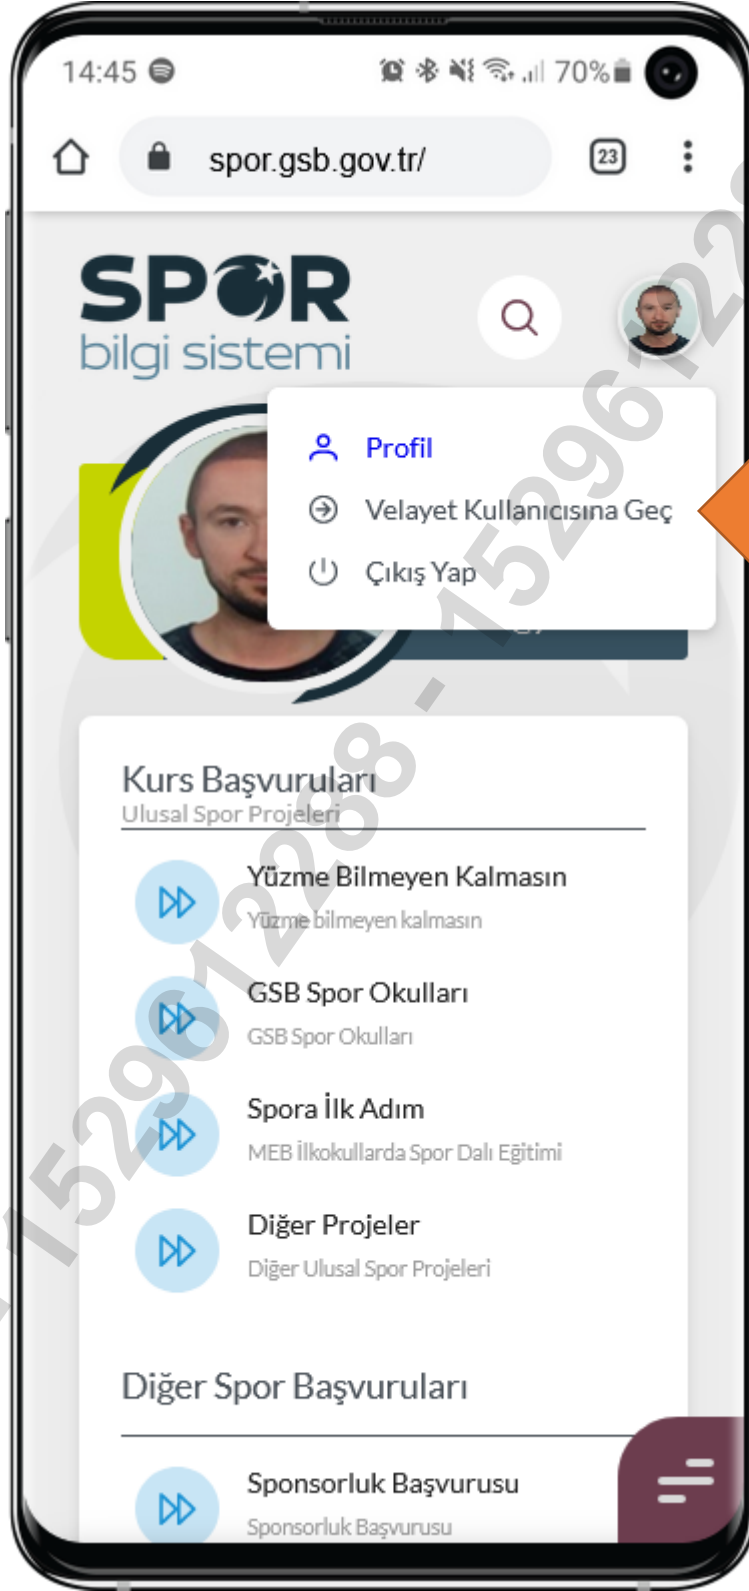 14:45
70%
spor.gsb.gov.tr/
23
SPOR
bilgi sistemi
Profil
Velayet Kullanıcısına Geç
Çıkış Yap
Kurs Başvuruları
Ulusal Spor Projeleri
Yüzme Bilmeyen Kalmasın
Yüzme bilmeyen kalmasın
GSB Spor Okulları
GSB Spor Okulları
Spora İlk Adım
MEB İlkokullarda Spor Dalı Eğitimi
Diğer Projeler
Diğer Ulusal Spor Projeleri
Diğer Spor Başvuruları
Sponsorluk Başvurusu
Sponsorluk Başvurusu
15296122288 - 15296122